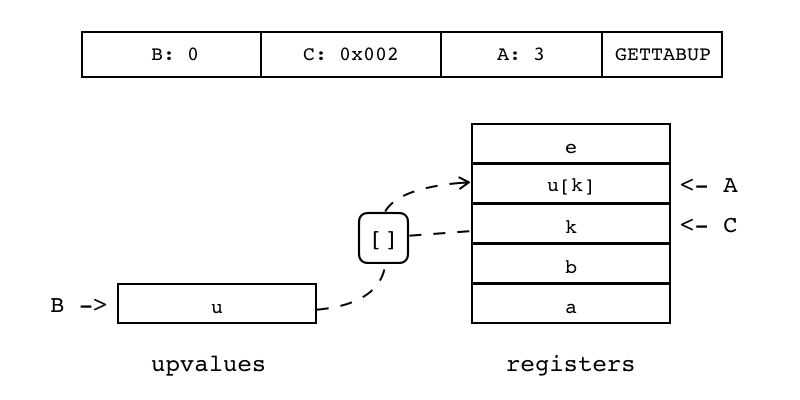 B: 0 C: 0x002 A: 3 GETTABUP
e
u[k] <- A
[] k <- C
b
B -> u a
upvalues registers